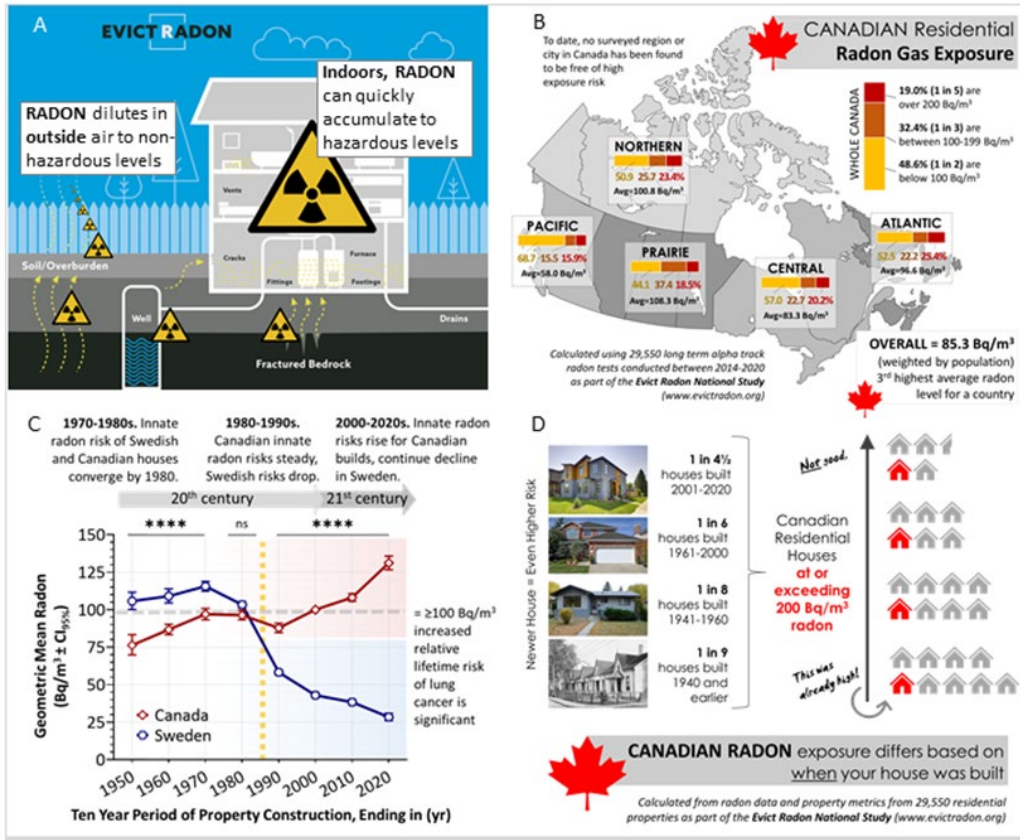 A
EVICT RADON
RADON dilutes in
outside air to non-
hazardous levels
Indoors, RADON
can quickly
accumulate to
hazardous levels
Vents
Soil/Overburden
Cracks
Furnace
Fittings
Footings
Well
Drains
Fractured Bedrock
B
To date, no surveyed region or
city in Canada has been found
to be free of high
exposure risk
CANADIAN Residential
Radon Gas Exposure
WHOLE CANADA
19.0% (1 in 5) are
over 200 Bq/m³
32.4% (1 in 3) are
between 100-199 Bq/m³
48.6% (1 in 2) are
below 100 Bq/m³
NORTHERN
50.9 25.7 23.4%
Avg=100.8 Bq/m³
PACIFIC
68.7 15.5 15.9%
Avg=58.0 Bq/m³
PRAIRIE
44.1 37.4 18.5%
Avg=108.3 Bq/m³
CENTRAL
57.0 22.7 20.2%
Avg=83.3 Bq/m³
ATLANTIC
52.5 22.2 25.4%
Avg=96.6 Bq/m³
Calculated using 29,550 long term alpha track
radon tests conducted between 2014-2020
as part of the Evict Radon National Study
(www.evictradon.org)
OVERALL = 85.3 Bq/m³
(weighted by population)
3rd highest average radon
level for a country
C
1970-1980s. Innate
radon risk of Swedish
and Canadian houses
converge by 1980.
1980-1990s.
Canadian innate
radon risks steady,
Swedish risks drop.
2000-2020s. Innate radon
risks rise for Canadian
builds, continue decline
in Sweden.
20th century
21st century
****
ns
****
Geometric Mean Radon
(Bq/m³ ± CI95%)
150
125
100
75
50
25
0
Canada
Sweden
= ≥100 Bq/m³
increased
relative
lifetime risk
of lung
cancer is
significant
1950
1960
1970
1980
1990
2000
2010
2020
Ten Year Period of Property Construction, Ending in (yr)
D
Newer House = Even Higher Risk
1 in 4½
houses built
2001-2020
1 in 6
houses built
1961-2000
1 in 8
houses built
1941-1960
1 in 9
houses built
1940 and
earlier
Not good.
Canadian
Residential
Houses
at or
exceeding
200 Bq/m³
radon
This was
already high!
CANADIAN RADON exposure differs based on
when your house was built
Calculated from radon data and property metrics from 29,550 residential
properties as part of the Evict Radon National Study (www.evictradon.org)